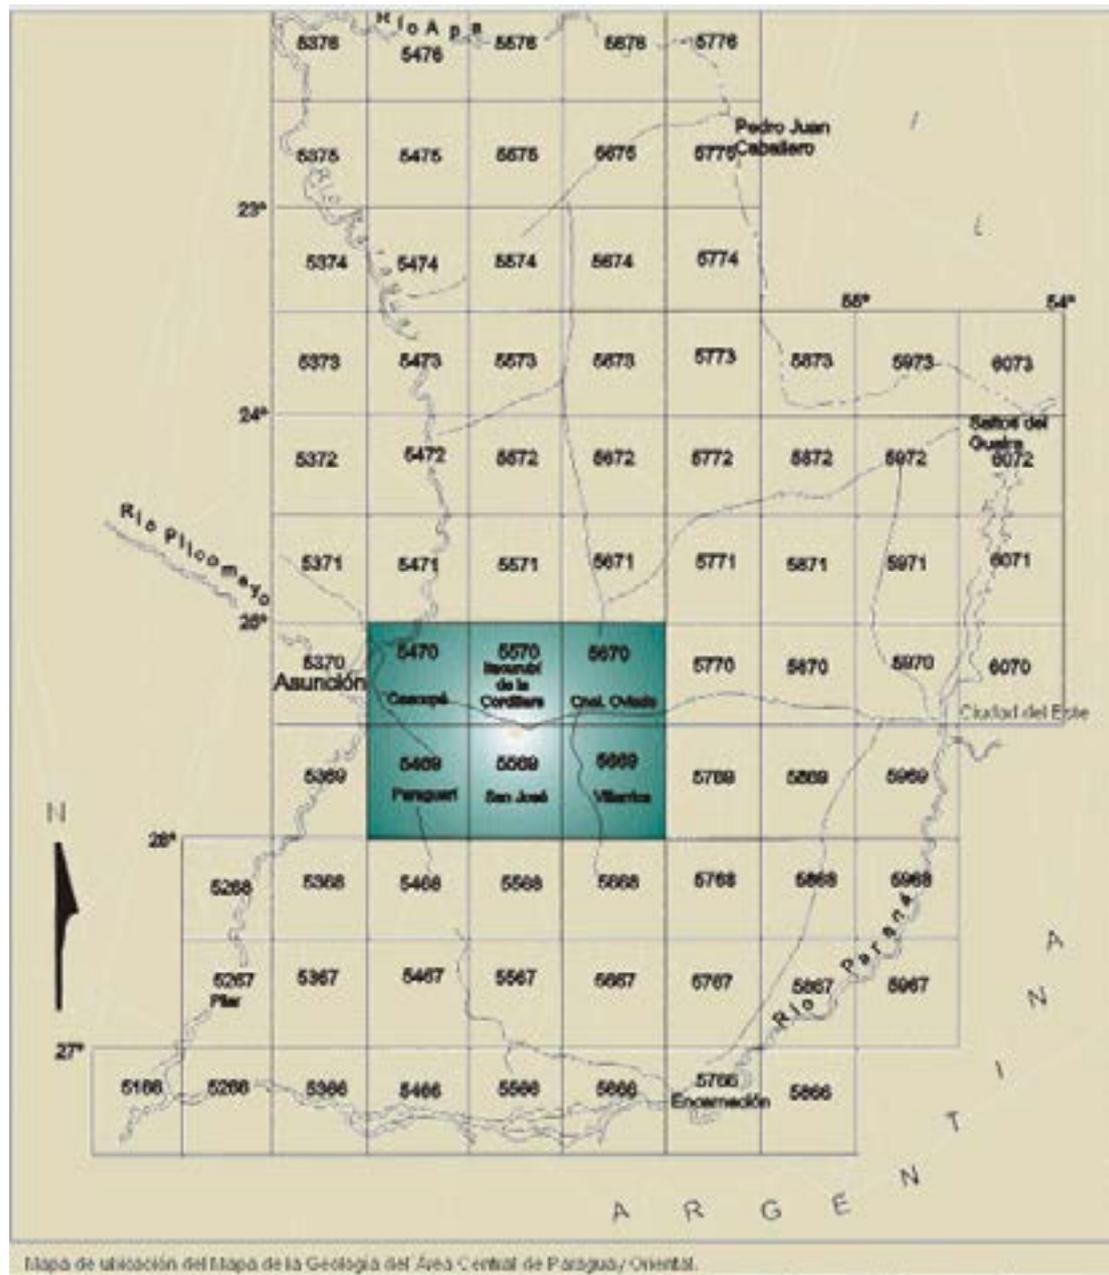 Río Apa
5376 5476 5576 5676 5776
Pedro Juan
Caballero
5375 5475 5575 5675 5775
23°
5374 5474 5574 5674 5774
55° 54°
5373 5473 5573 5673 5773 5873 5973 6073
24°
Saltos del
Guaira
5372 5472 5572 5672 5772 5872 5972 6072
Río Pilcomayo
5371 5471 5571 5671 5771 5871 5971 6071
25°
5370 5470 5570 5670 5770 5870 5970 6070
Asunción
Caacupé
Itacurubí
de la
Cordillera
Cnel. Oviedo
Ciudad del Este
5369 5469 5569 5669 5769 5869 5969
Paraguarí San José Villarrica
N
26°
5268 5368 5468 5568 5668 5768 5868 5968
Río Paraná
5267 5367 5467 5567 5667 5767 5867 5967
Pilar
27°
5166 5266 5366 5466 5566 5666 5766 5866
Encarnación
ARGENTINA
Mapa de ubicación del Mapa de la Geología del Área Central de Paraguay Oriental.